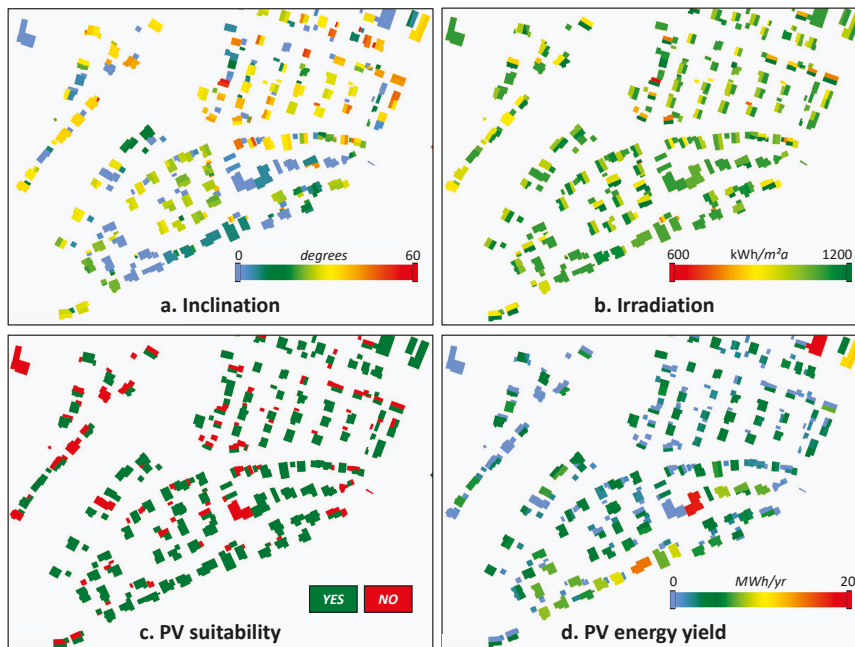 0 degrees 60
a. Inclination
600 kWh/m²a 1200
b. Irradiation
YES NO
c. PV suitability
0 MWh/yr 20
d. PV energy yield